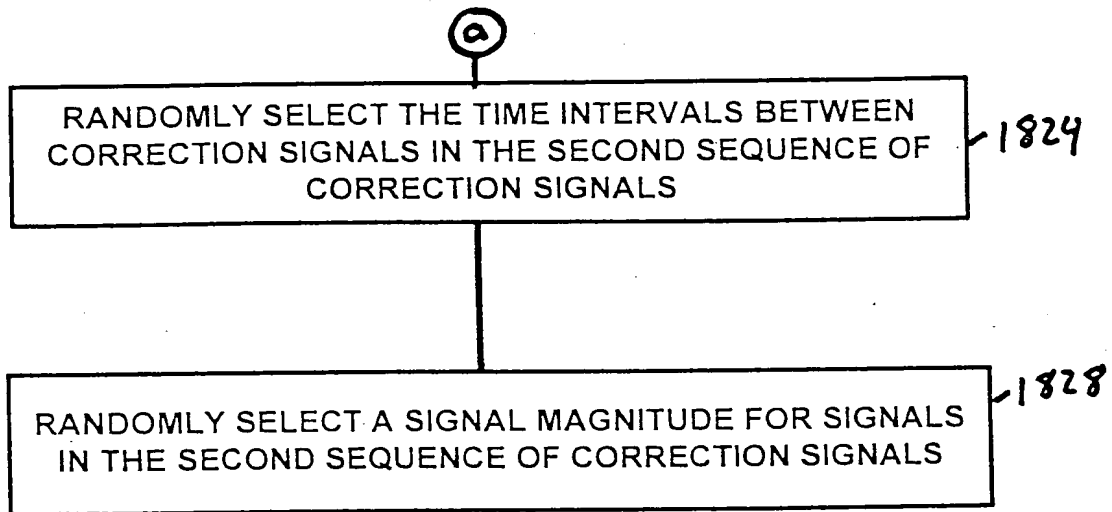 a
RANDOMLY SELECT THE TIME INTERVALS BETWEEN
CORRECTION SIGNALS IN THE SECOND SEQUENCE OF
CORRECTION SIGNALS
1824
RANDOMLY SELECT A SIGNAL MAGNITUDE FOR SIGNALS
IN THE SECOND SEQUENCE OF CORRECTION SIGNALS
1828